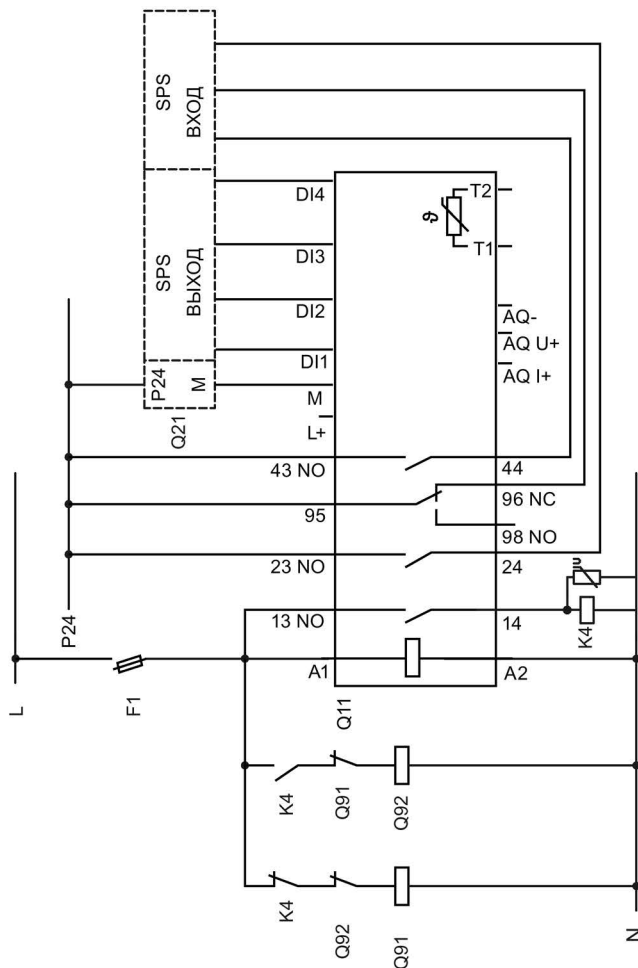 SPS
ВХОД
SPS
ВЫХОД
P24
M
Q21
DI4
DI3
DI2
DI1
M
L+
43 NO
95
23 NO
13 NO
A1
Q11
T2
ϑ
T1
AQ-
AQ U+
AQ I+
44
96 NC
98 NO
24
14
A2
U
K4
P24
L
F1
K4
Q91
Q92
K4
Q92
Q91
N